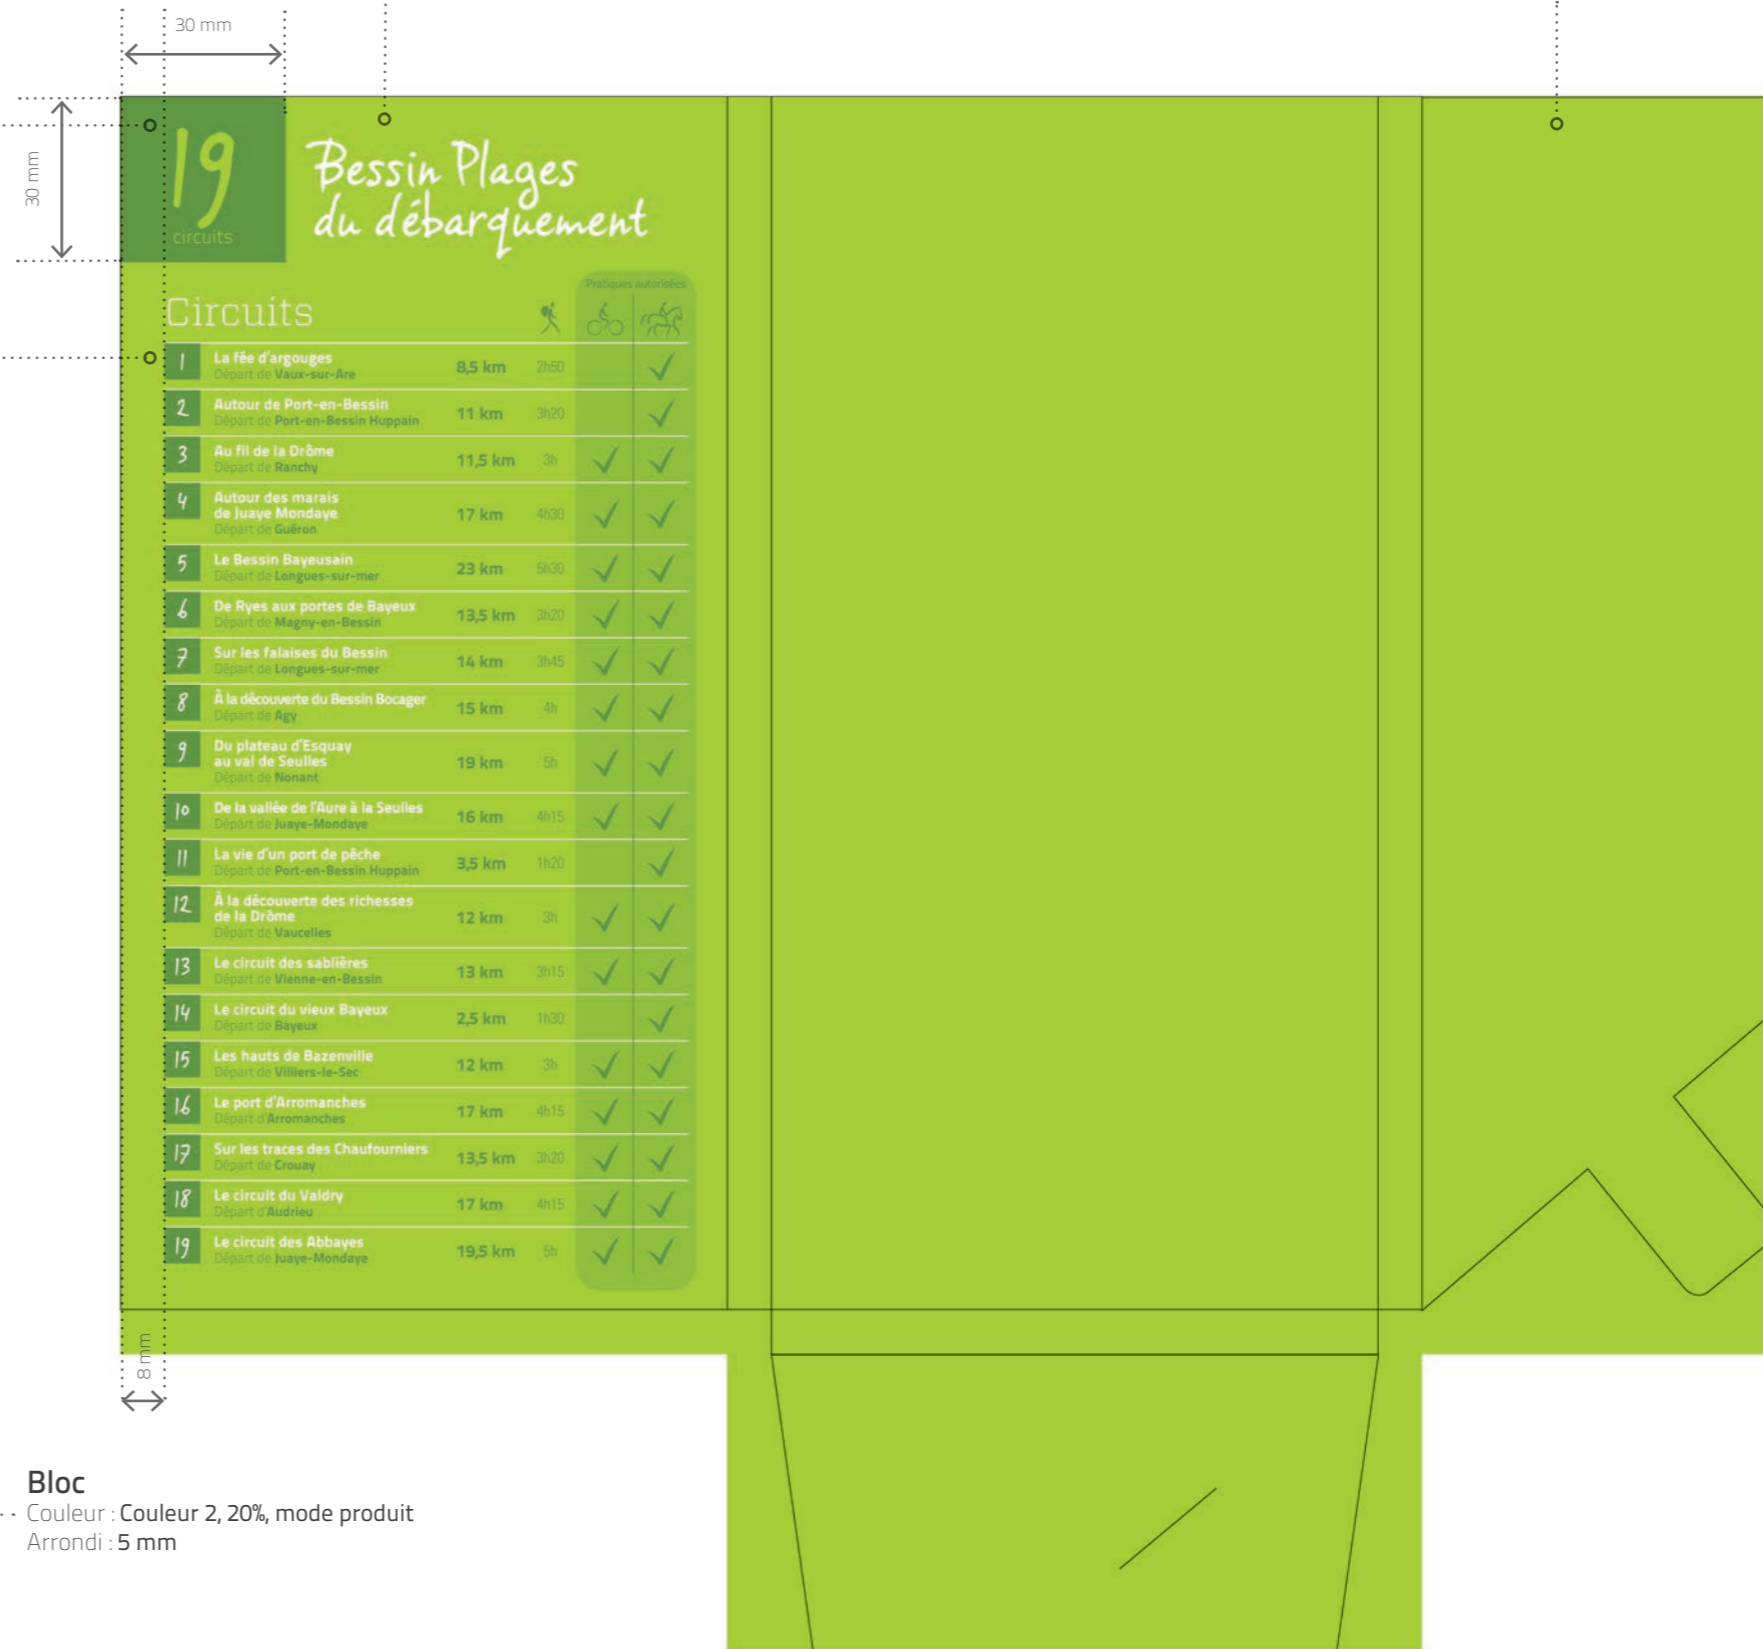 30 mm
30 mm
19
circuits
Bessin Plages
du débarquement
Pratiques autorisées
Circuits
1 La fée d'argouges 8,5 km 2h50
Départ de Vaux-sur-Are
2 Autour de Port-en-Bessin 11 km 3h20
Départ de Port-en-Bessin Huppain
3 Au fil de la Drôme 11,5 km 3h
Départ de Ranchy
4 Autour des marais
de Juaye Mondaye 17 km 4h30
Départ de Guéron
5 Le Bessin Bayeusain 23 km 5h30
Départ de Longues-sur-mer
6 De Ryes aux portes de Bayeux 13,5 km 3h20
Départ de Magny-en-Bessin
7 Sur les falaises du Bessin 14 km 3h45
Départ de Longues-sur-mer
8 À la découverte du Bessin Bocager 15 km 4h
Départ de Agy
9 Du plateau d'Esquay
au val de Seulles 19 km 5h
Départ de Nonant
10 De la vallée de l'Aure à la Seulles 16 km 4h15
Départ de Juaye-Mondaye
11 La vie d'un port de pêche 3,5 km 1h20
Départ de Port-en-Bessin Huppain
12 À la découverte des richesses
de la Drôme 12 km 3h
Départ de Vaucelles
13 Le circuit des sablières 13 km 3h15
Départ de Vienne-en-Bessin
14 Le circuit du vieux Bayeux 2,5 km 1h30
Départ de Bayeux
15 Les hauts de Bazenville 12 km 3h
Départ de Villiers-le-Sec
16 Le port d'Arromanches 17 km 4h15
Départ d'Arromanches
17 Sur les traces des Chaufourniers 13,5 km 3h20
Départ de Crouay
18 Le circuit du Valdry 17 km 4h15
Départ d'Audrieu
19 Le circuit des Abbayes 19,5 km 5h
Départ de Juaye-Mondaye
8 mm
Bloc
Couleur : Couleur 2, 20%, mode produit
Arrondi : 5 mm